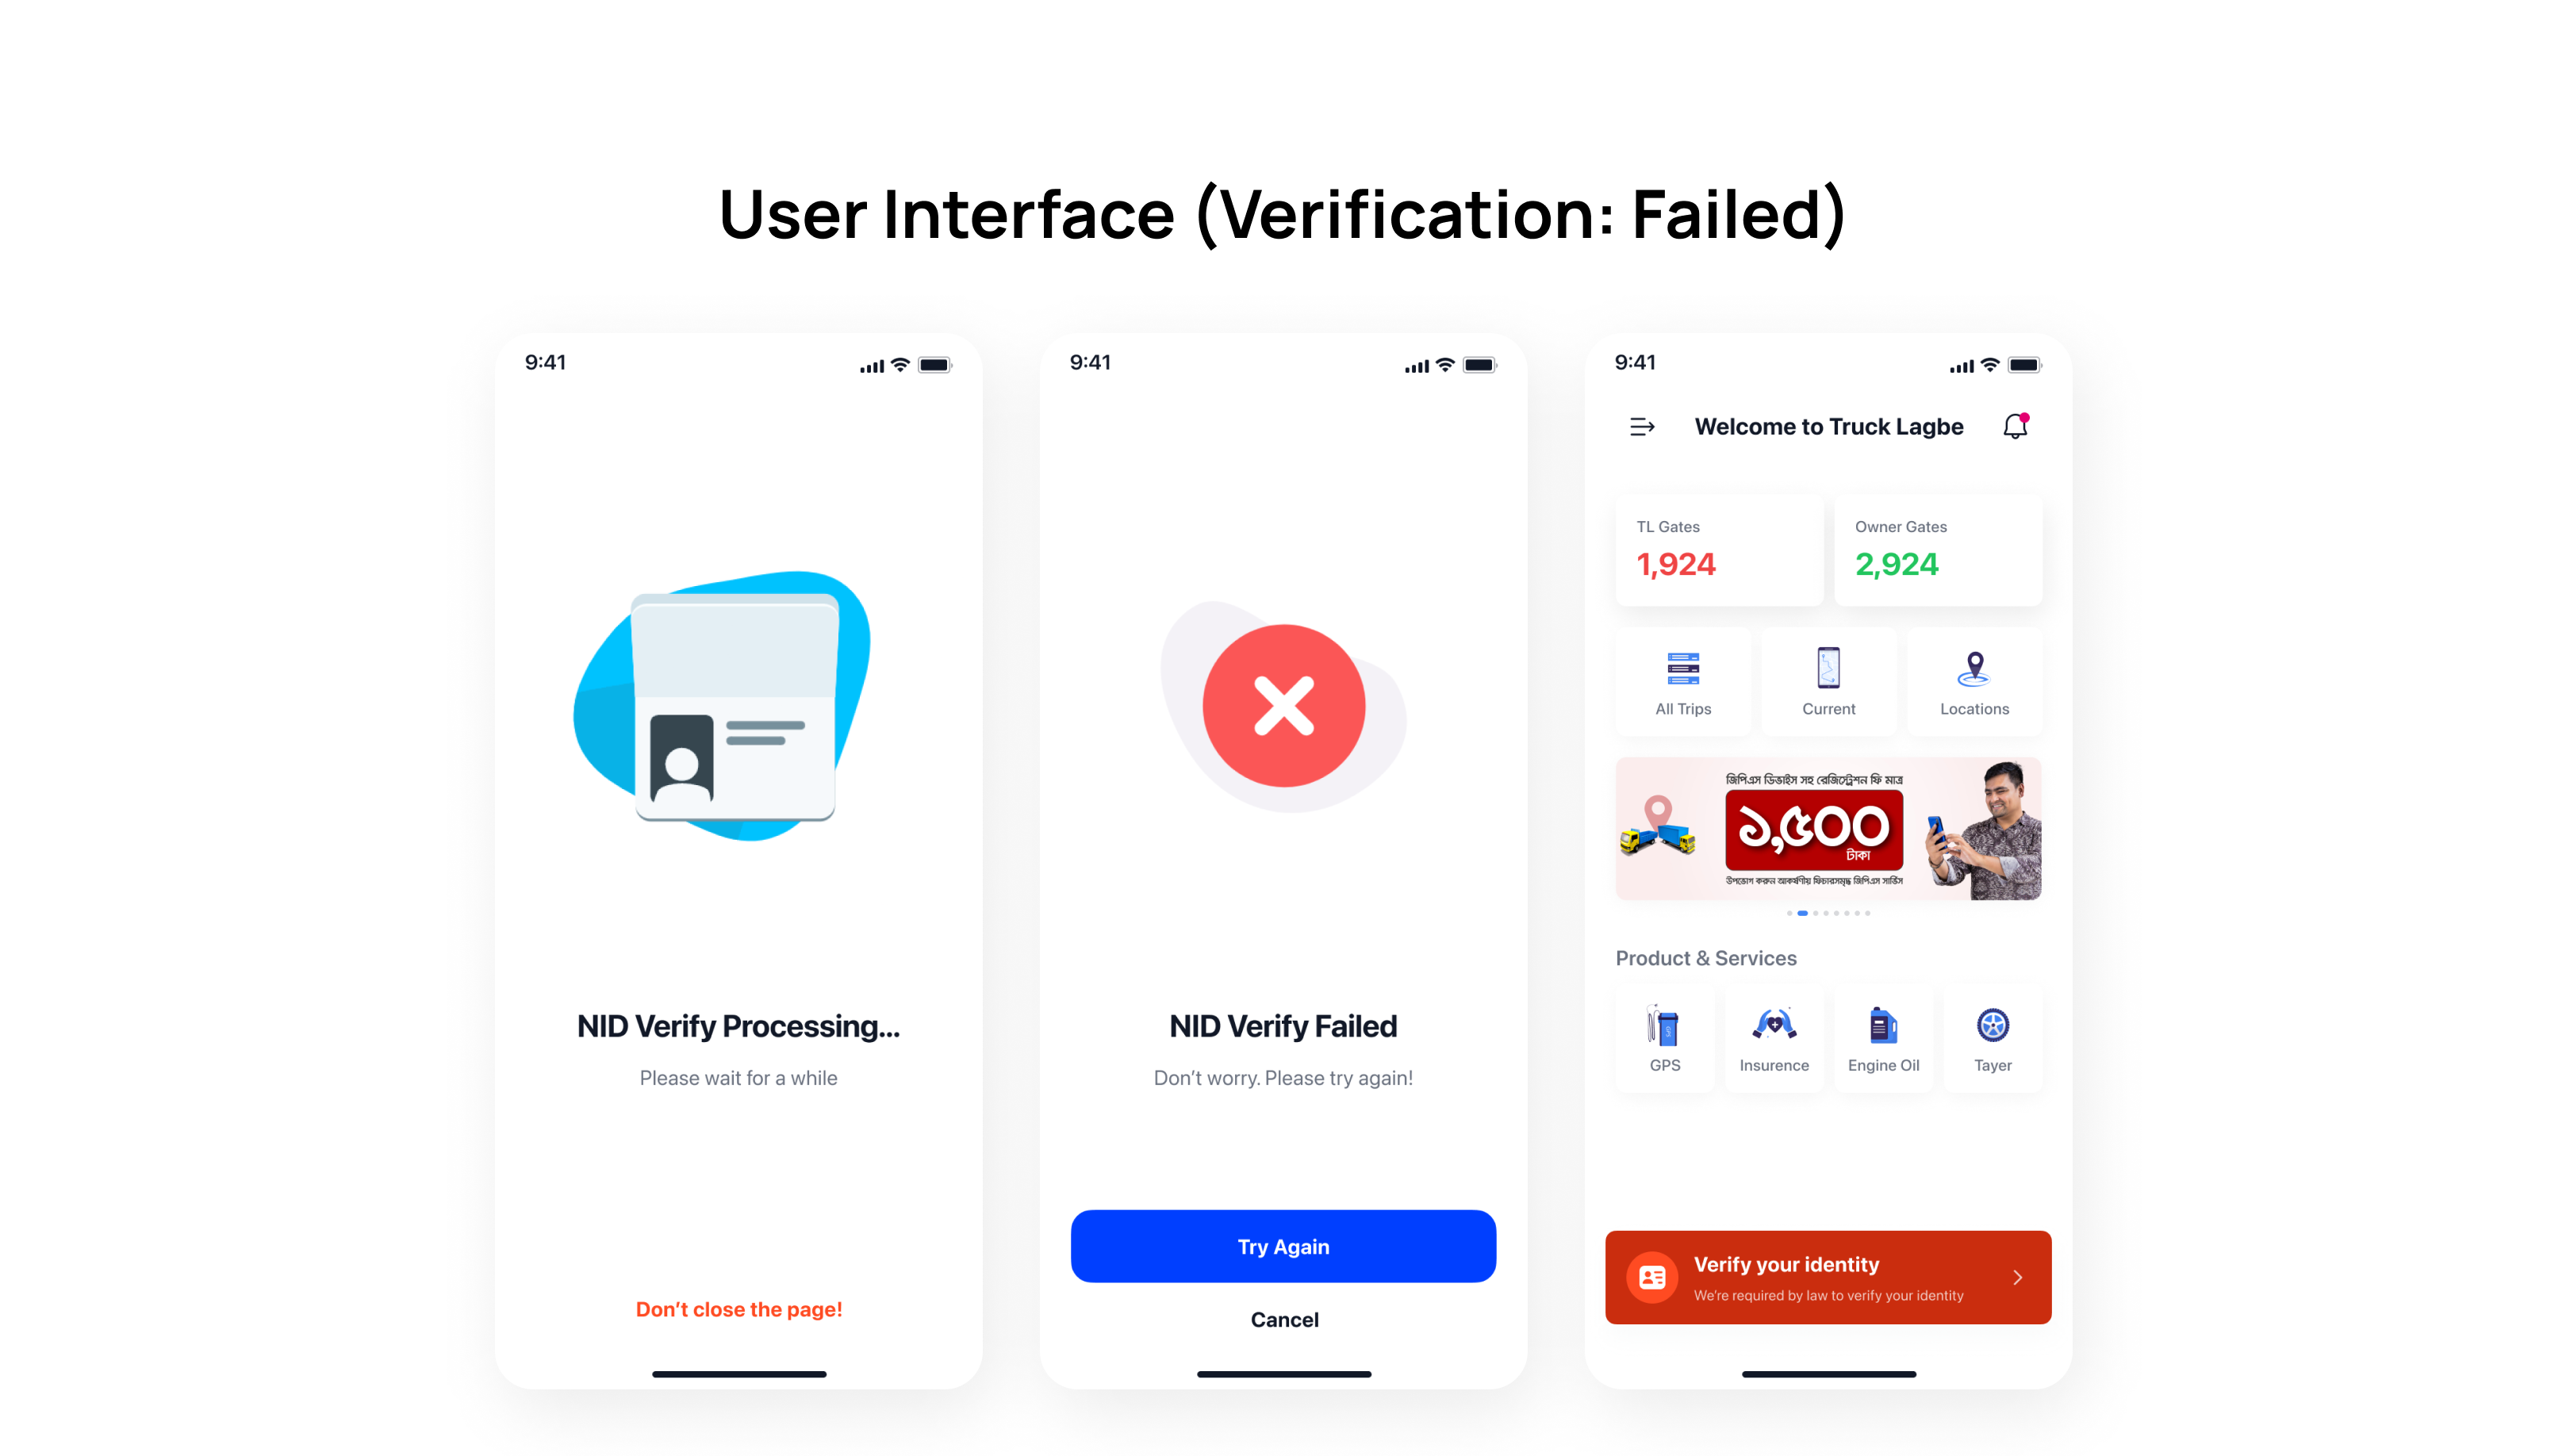 User Interface (Verification: Failed)
9:41
NID Verify Processing...
Please wait for a while
Don't close the page!
9:41
NID Verify Failed
Don't worry. Please try again!
Try Again
Cancel
9:41
Welcome to Truck Lagbe
TL Gates
1,924
Owner Gates
2,924
All Trips
Current
Locations
জিপিএস ডিভাইস সহ রেজিস্ট্রেশন ফি মাত্র
১,৫০০
টাকা
উপভোগ করুন আকর্ষণীয় ফিচারসমৃদ্ধ জিপিএস সার্ভিস
Product & Services
GPS
Insurence
Engine Oil
Tayer
Verify your identity
We're required by law to verify your identity